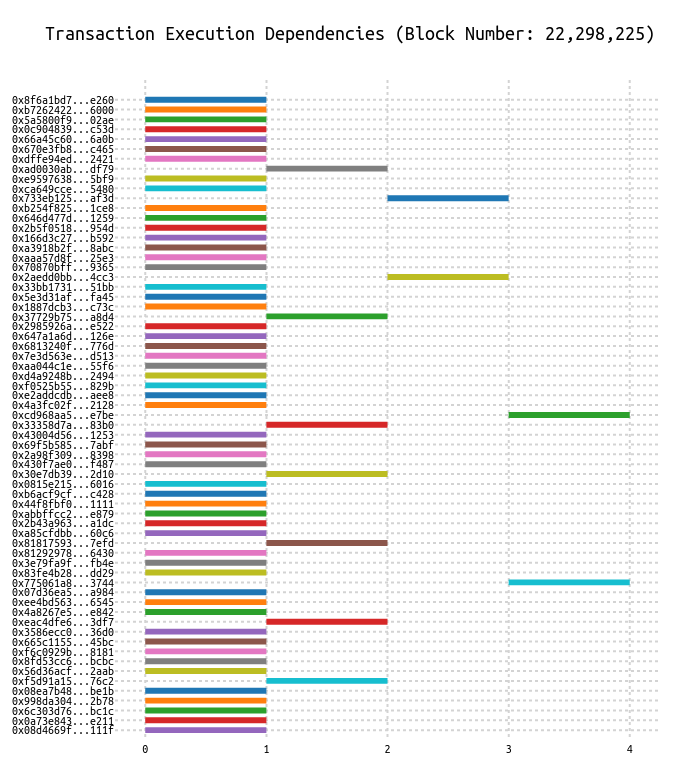 Transaction Execution Dependencies (Block Number: 22,298,225)
0x8f6a1bd7...e260
0xb7262422...6000
0x5a5800f9...02ae
0x0c904839...c53d
0x66a45c60...6a0b
0x670e3fb8...c465
0xdffe94ed...2421
0xad0030ab...df79
0xe9597638...5bf9
0xca649cce...5480
0x733eb125...af3d
0xb254f825...1ce8
0x646d477d...1259
0x2b5f0518...954d
0x166d3c27...b592
0xa3918b2f...8abc
0xaaa57d8f...25e3
0x70870bff...9365
0x2aedd0bb...4cc3
0x33bb1731...51bb
0x5e3d31af...fa45
0x1887dcb3...c73c
0x37729b75...a8d4
0x2985926a...e522
0x647a1a6d...126e
0x6813240f...776d
0x7e3d563e...d513
0xaa044c1e...55f6
0xd4a9248b...2494
0xf0525b55...829b
0xe2addcdb...aee8
0x4a3fc02f...2128
0xcd968aa5...e7be
0x33358d7a...83b0
0x43004d56...1253
0x69f5b585...7abf
0x2a98f309...8398
0x430f7ae0...f487
0x30e7db39...2d10
0x0815e215...6016
0xb6acf9cf...c428
0x44f8fbf0...1111
0xabbffcc2...e879
0x2b43a963...a1dc
0xa85cfdbb...60c6
0x81817593...7efd
0x81292978...6430
0x3e79fa9f...fb4e
0x83fe4b28...dd29
0x775061a8...3744
0x07d36ea5...a984
0xee4bd563...6545
0x4a8267e5...e842
0xeac4dfe6...3df7
0x3586ecc0...36d0
0x665c1155...45bc
0xf6c0929b...8181
0x8fd53cc6...bcbc
0x56d36acf...2aab
0xf5d91a15...76c2
0x08ea7b48...be1b
0x998da304...2b78
0x6c303d76...bc1c
0x0a73e843...e211
0x08d4669f...111f
0 1 2 3 4